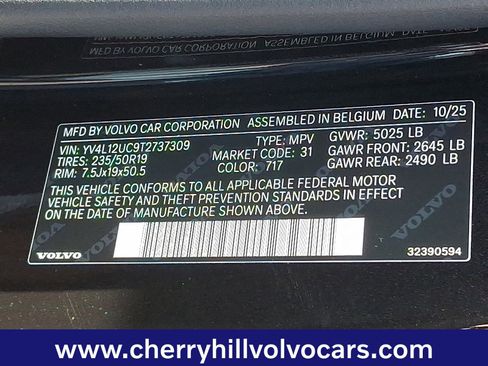 MFD BY VOLVO CAR CORPORATION ASSEMBLED IN BELGIUM DATE: 10/25
VIN: YV4L12UC9T2737309 TYPE: MPV GVWR: 5025 LB
TIRES: 235/50R19 MARKET CODE: 31 GAWR FRONT: 2645 LB
RIM: 7.5Jx19x50.5 COLOR: 717 GAWR REAR: 2490 LB
THIS VEHICLE CONFORMS TO ALL APPLICABLE FEDERAL MOTOR
VEHICLE SAFETY AND THEFT PREVENTION STANDARDS IN EFFECT
ON THE DATE OF MANUFACTURE SHOWN ABOVE.
VOLVO 32390594
www.cherryhillvolvocars.com